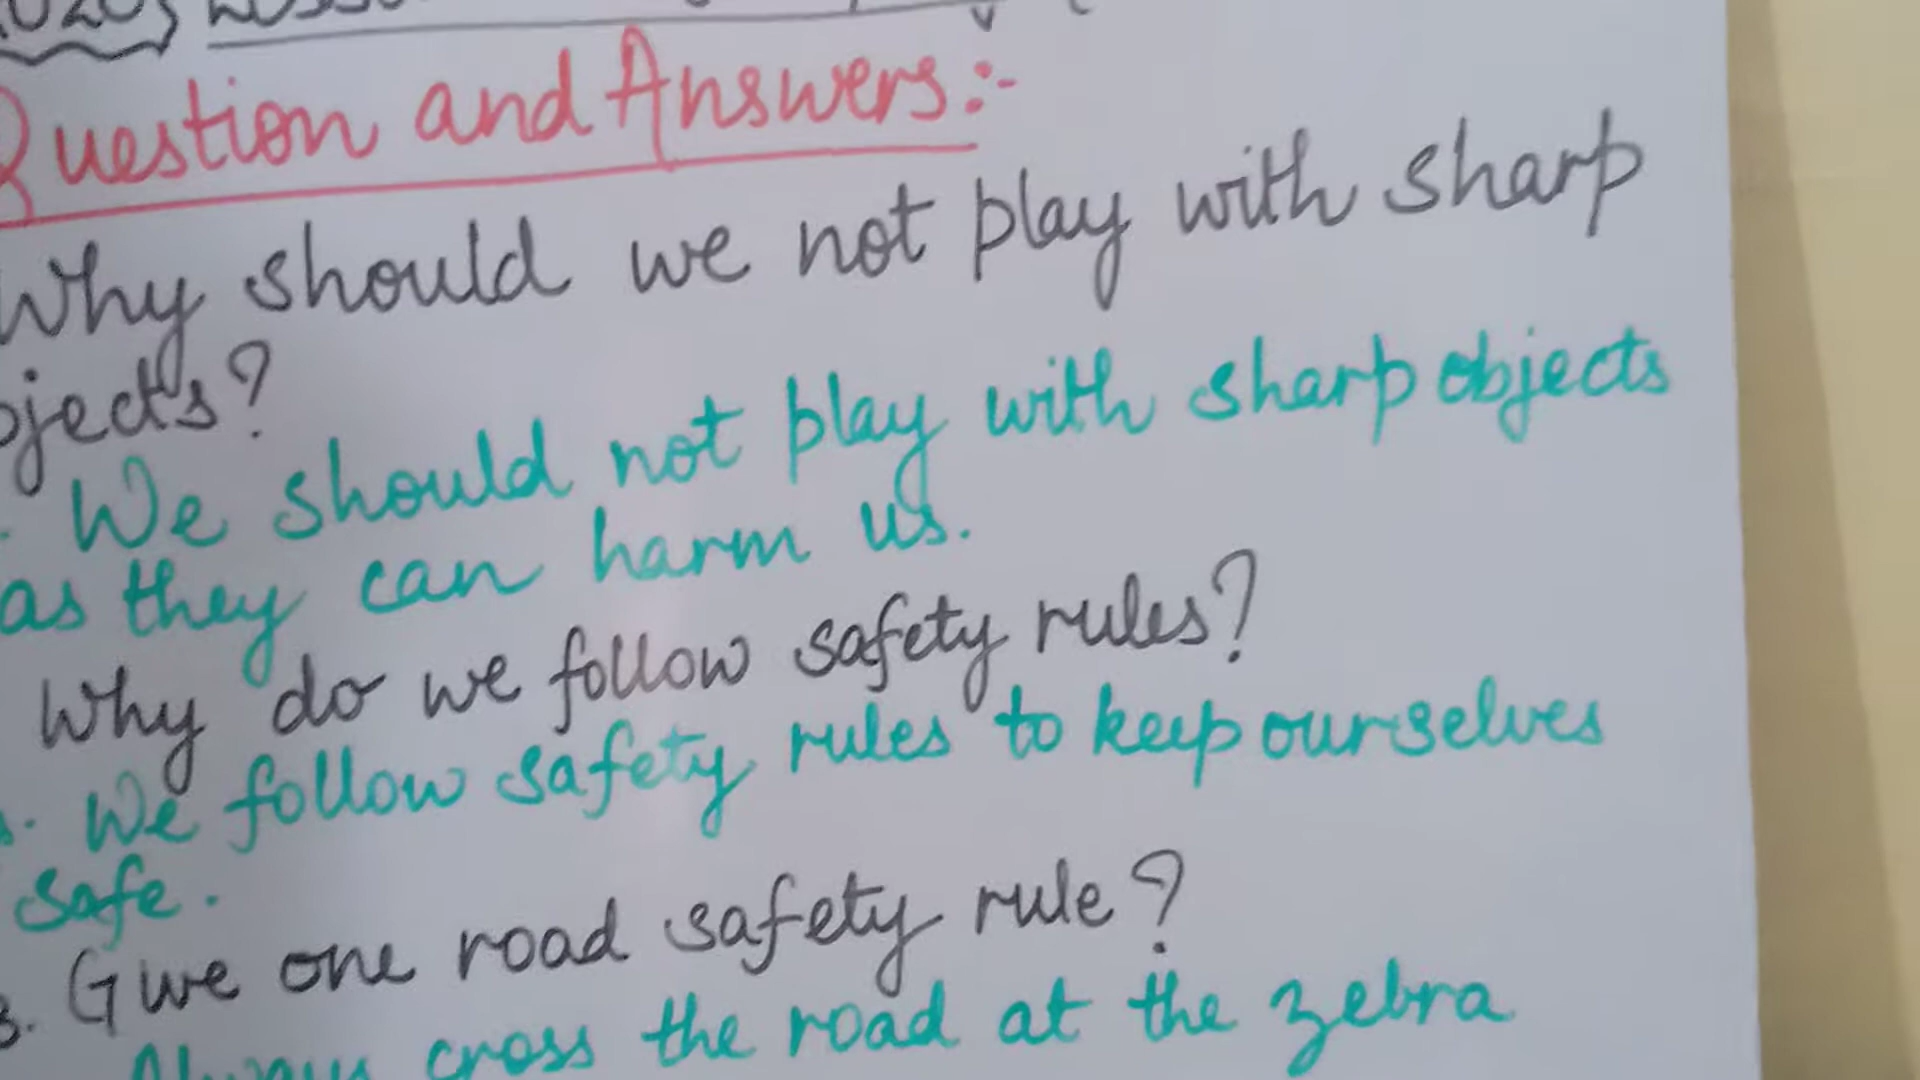 Question and Answers:-
Why should we not play with sharp
ojects?
We should not play with sharp objects
as they can harm us.
Why do we follow safety rules?
s. We follow safety rules to keep ourselves
safe.
3. Give one road safety rule?
Always cross the road at the zebra